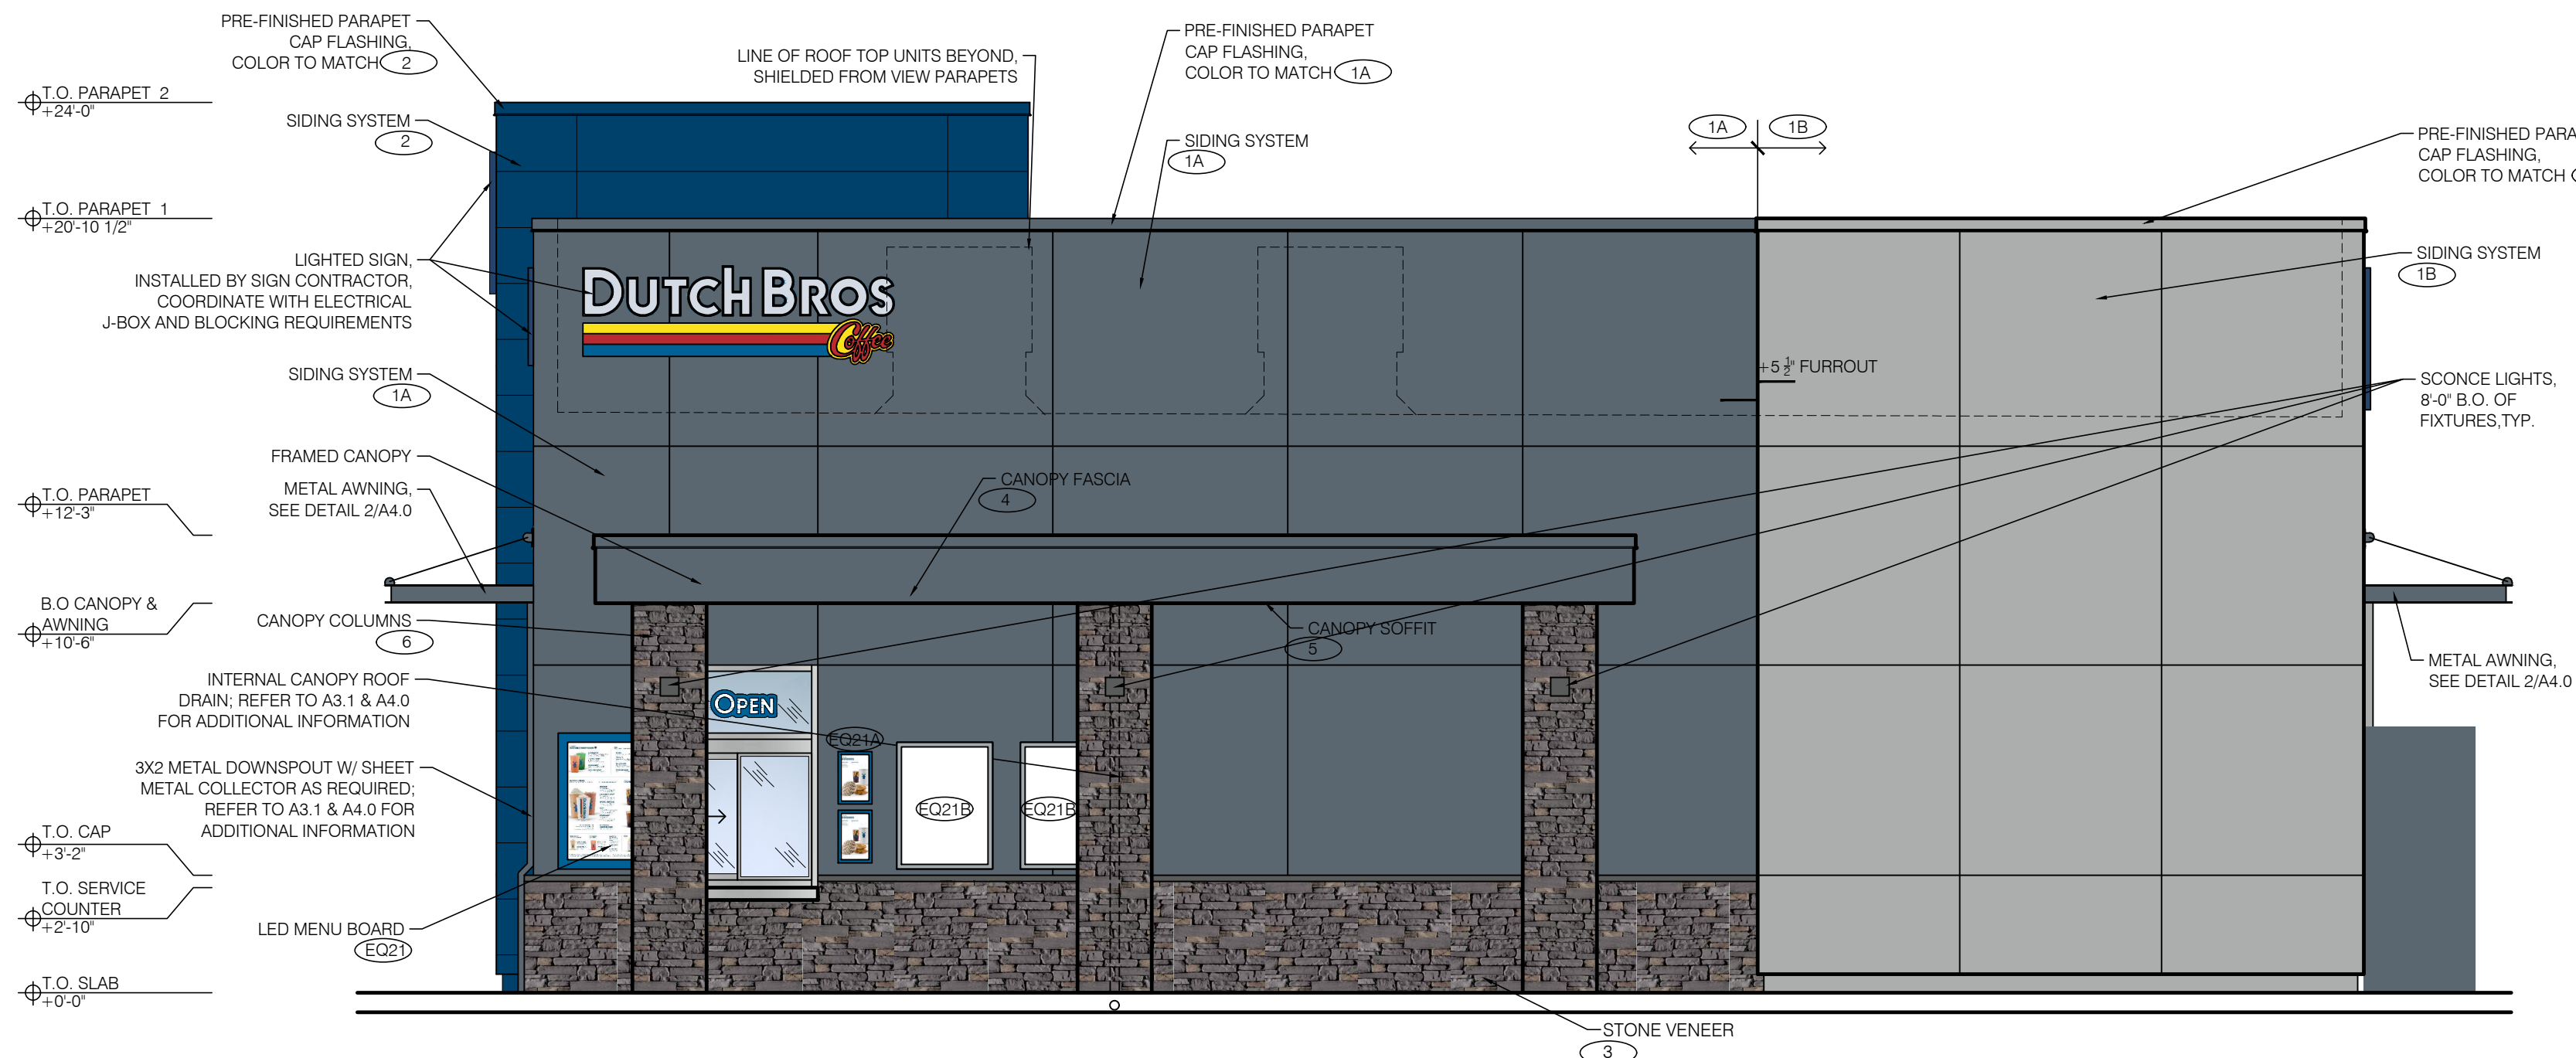 PRE-FINISHED PARAPET
CAP FLASHING,
COLOR TO MATCH 2
LINE OF ROOF TOP UNITS BEYOND,
SHIELDED FROM VIEW PARAPETS
PRE-FINISHED PARAPET
CAP FLASHING,
COLOR TO MATCH 1A
T.O. PARAPET 2
+24'-0"
SIDING SYSTEM
2
SIDING SYSTEM
1A
1A 1B
PRE-FINISHED PARA
CAP FLASHING,
COLOR TO MATCH
T.O. PARAPET 1
+20'-10 1/2"
LIGHTED SIGN,
INSTALLED BY SIGN CONTRACTOR,
COORDINATE WITH ELECTRICAL
J-BOX AND BLOCKING REQUIREMENTS
DUTCH BROS
Coffee
SIDING SYSTEM
1B
SIDING SYSTEM
1A
+5 1/2" FURROUT
SCONCE LIGHTS,
8'-0" B.O. OF
FIXTURES,TYP.
FRAMED CANOPY
METAL AWNING,
SEE DETAIL 2/A4.0
CANOPY FASCIA
4
T.O. PARAPET
+12'-3"
B.O CANOPY &
AWNING
+10'-6"
CANOPY COLUMNS
6
CANOPY SOFFIT
5
METAL AWNING,
SEE DETAIL 2/A4.0
INTERNAL CANOPY ROOF
DRAIN; REFER TO A3.1 & A4.0
FOR ADDITIONAL INFORMATION
OPEN
EQ21A
EQ21B
EQ21B
3X2 METAL DOWNSPOUT W/ SHEET
METAL COLLECTOR AS REQUIRED;
REFER TO A3.1 & A4.0 FOR
ADDITIONAL INFORMATION
T.O. CAP
+3'-2"
T.O. SERVICE
COUNTER
+2'-10"
LED MENU BOARD
EQ21
T.O. SLAB
+0'-0"
STONE VENEER
3